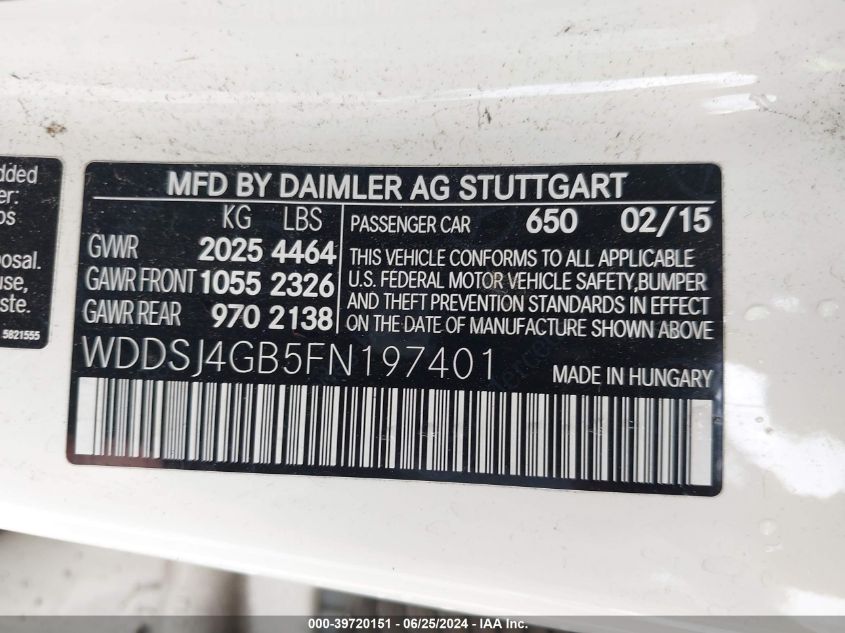 dded
er:
os
posal.
use,
ste.
5821555
MFD BY DAIMLER AG STUTTGART
KG LBS
GVWR 2025 4464
GAWR FRONT 1055 2326
GAWR REAR 970 2138
PASSENGER CAR 650 02/15
THIS VEHICLE CONFORMS TO ALL APPLICABLE
U.S. FEDERAL MOTOR VEHICLE SAFETY,BUMPER
AND THEFT PREVENTION STANDARDS IN EFFECT
ON THE DATE OF MANUFACTURE SHOWN ABOVE
WDDSJ4GB5FN197401
MADE IN HUNGARY
000-39720151 - 06/25/2024 - IAA Inc.